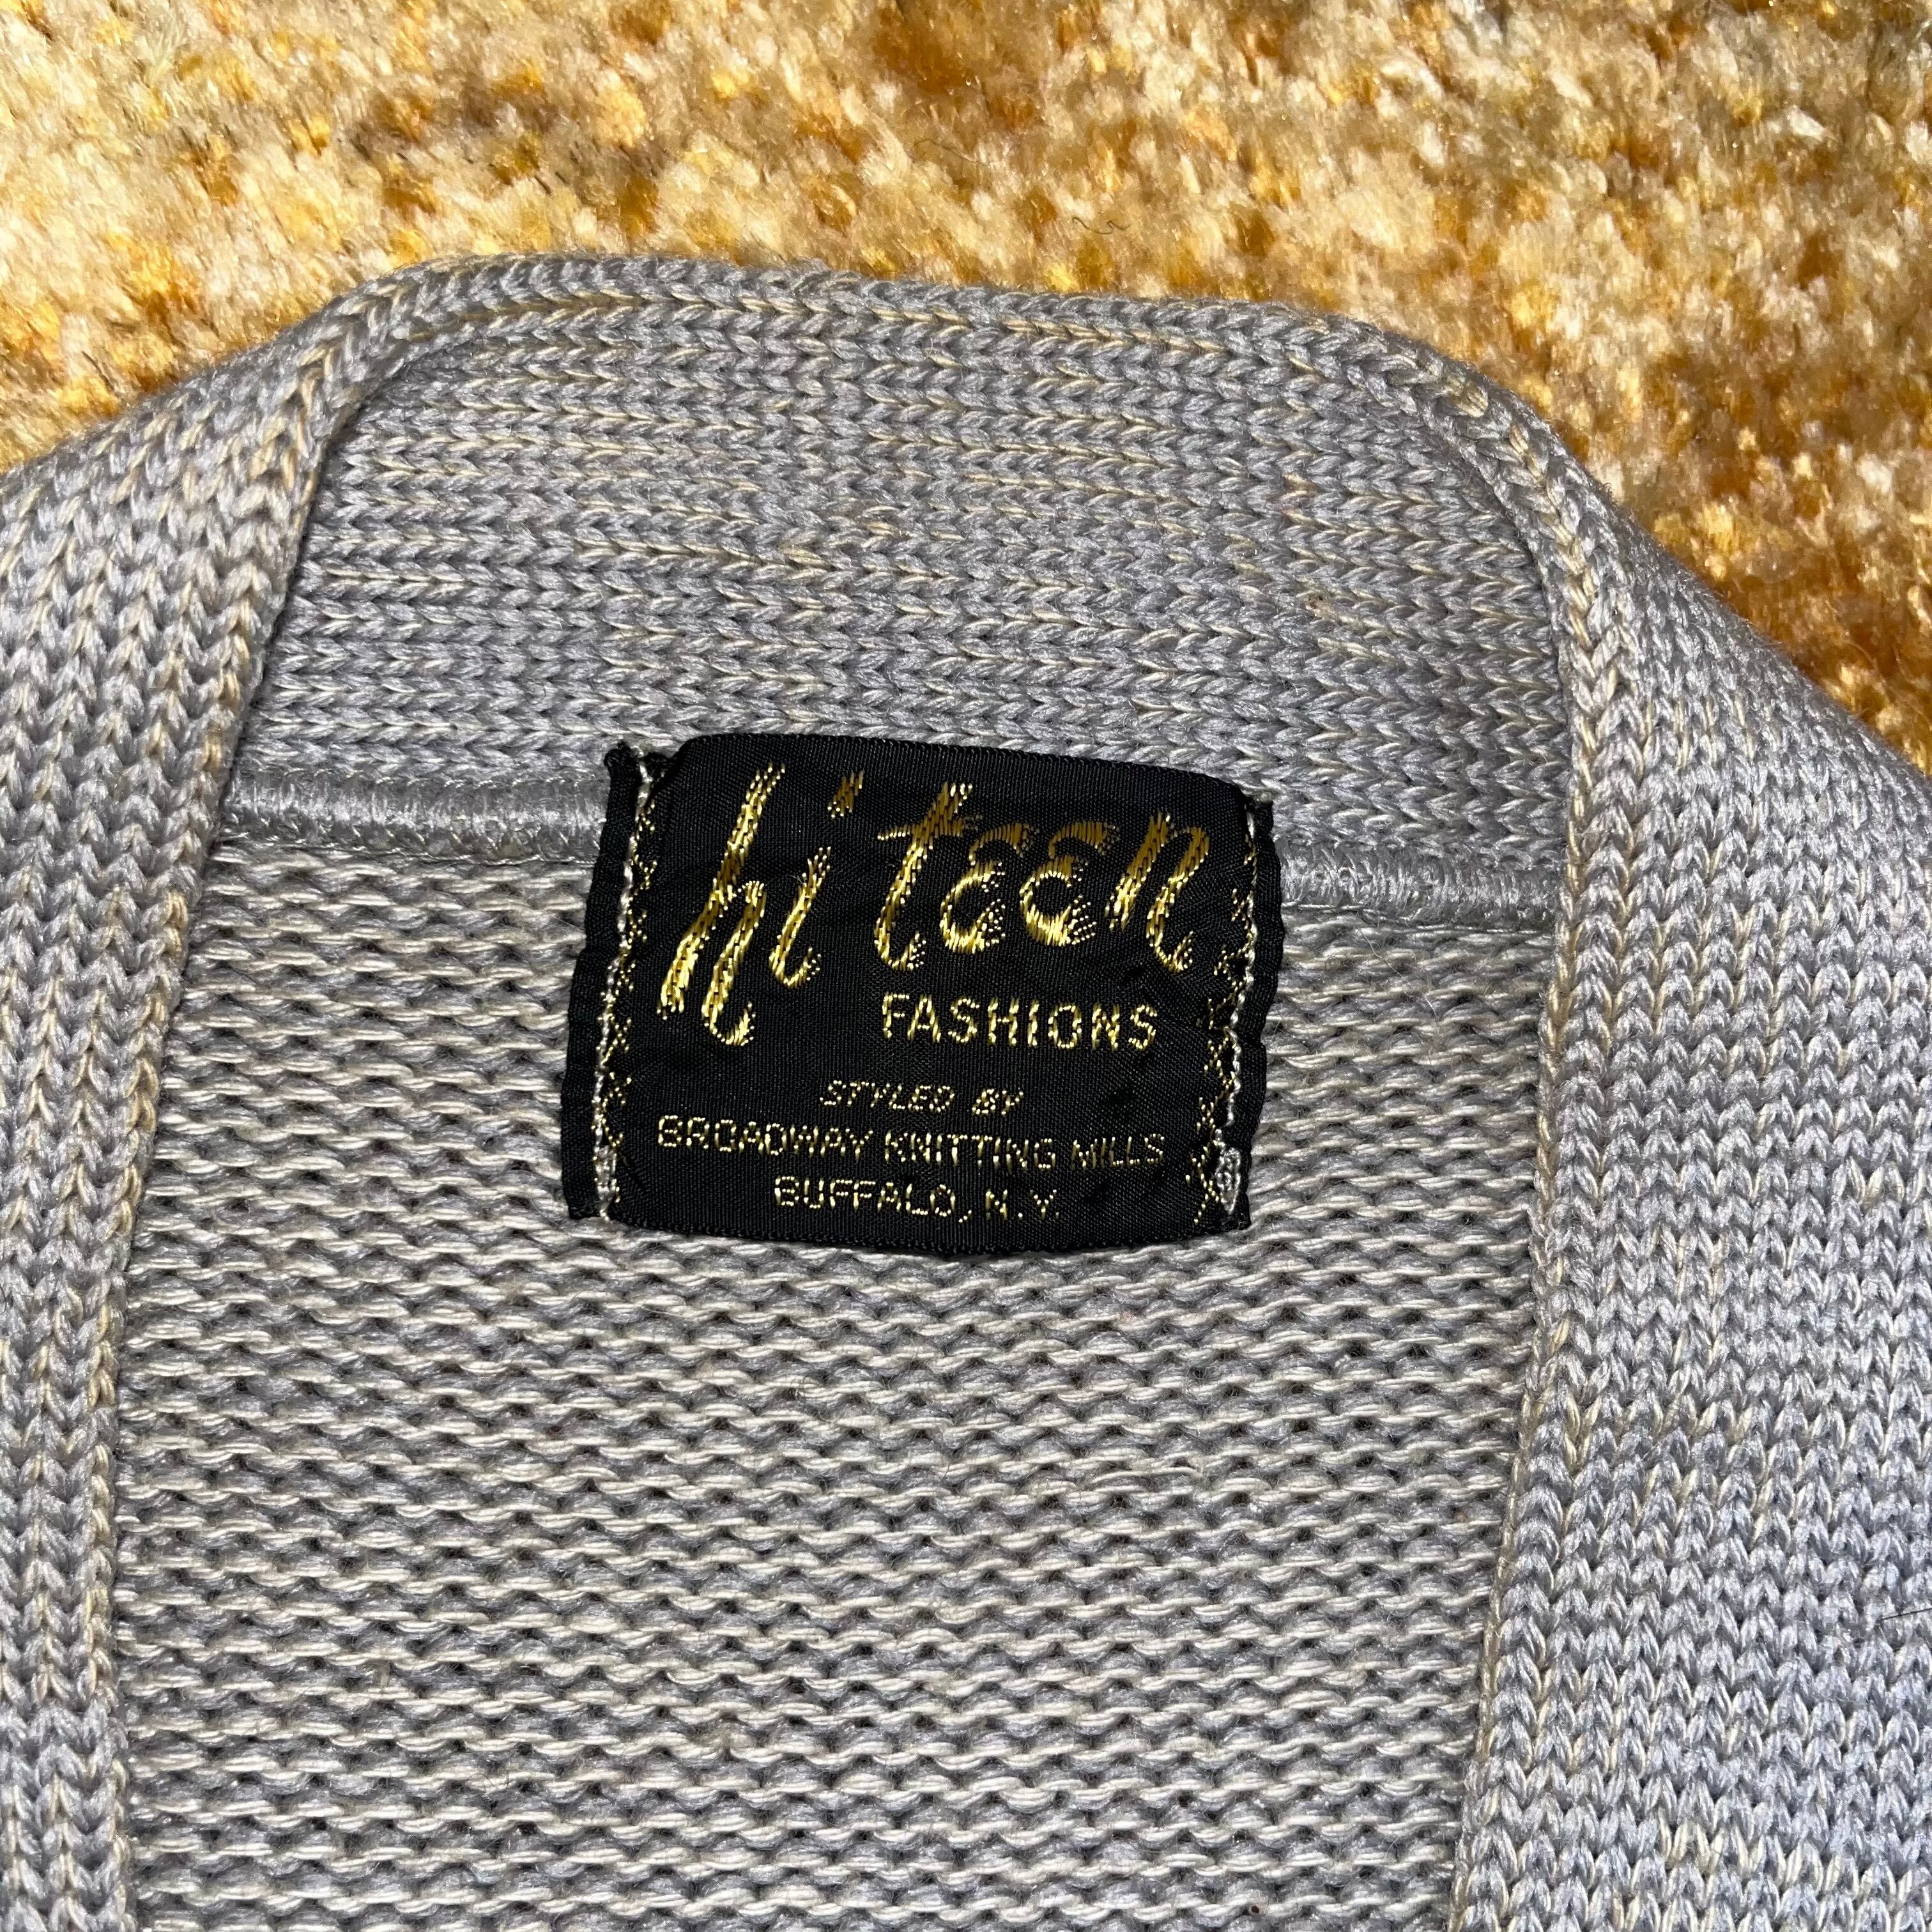 hi teen
FASHIONS
STYLED BY
BROADWAY KNITTING MILLS
BUFFALO, N.Y.